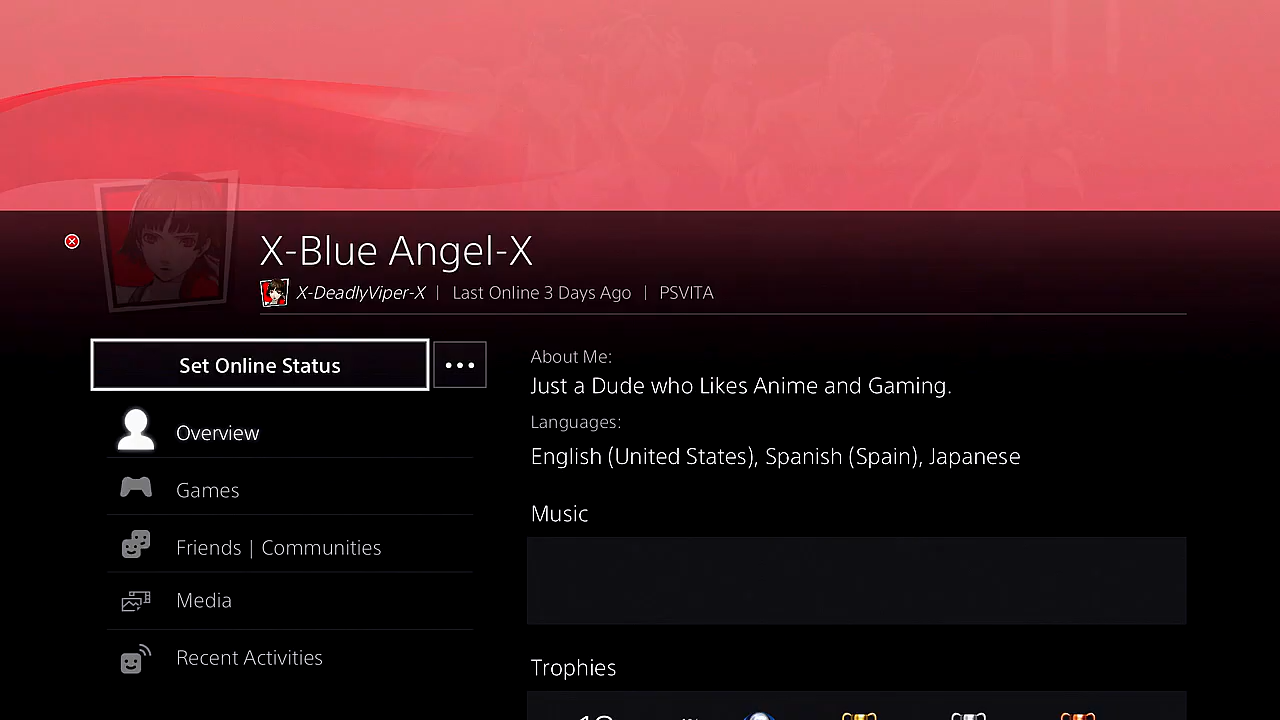 X-Blue Angel-X
X-DeadlyViper-X | Last Online 3 Days Ago | PSVITA
Set Online Status
Overview
Games
Friends | Communities
Media
Recent Activities
About Me:
Just a Dude who Likes Anime and Gaming.
Languages:
English (United States), Spanish (Spain), Japanese
Music
Trophies